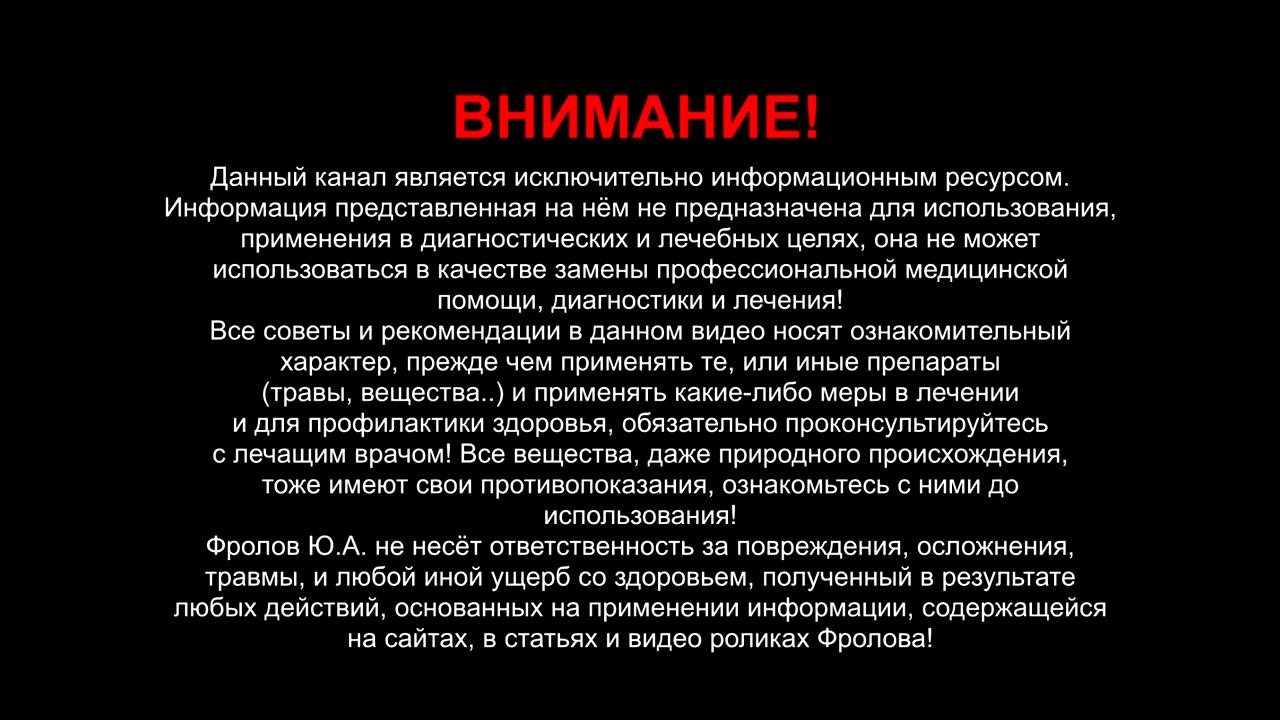 ВНИМАНИЕ!
Данный канал является исключительно информационным ресурсом.
Информация представленная на нём не предназначена для использования,
применения в диагностических и лечебных целях, она не может
использоваться в качестве замены профессиональной медицинской
помощи, диагностики и лечения!
Все советы и рекомендации в данном видео носят ознакомительный
характер, прежде чем применять те, или иные препараты
(травы, вещества..) и применять какие-либо меры в лечении
и для профилактики здоровья, обязательно проконсультируйтесь
с лечащим врачом! Все вещества, даже природного происхождения,
тоже имеют свои противопоказания, ознакомьтесь с ними до
использования!
Фролов Ю.А. не несёт ответственность за повреждения, осложнения,
травмы, и любой иной ущерб со здоровьем, полученный в результате
любых действий, основанных на применении информации, содержащейся
на сайтах, в статьях и видео роликах Фролова!